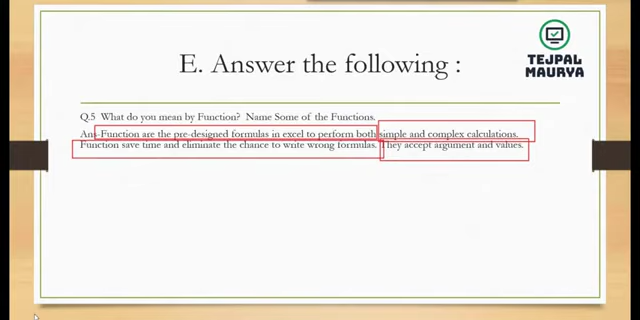 TEJPAL
MAURYA
E. Answer the following :
Q.5 What do you mean by Function? Name Some of the Functions.
Ans-Function are the pre-designed formulas in excel to perform both simple and complex calculations.
Function save time and eliminate the chance to write wrong formulas. They accept argument and values.